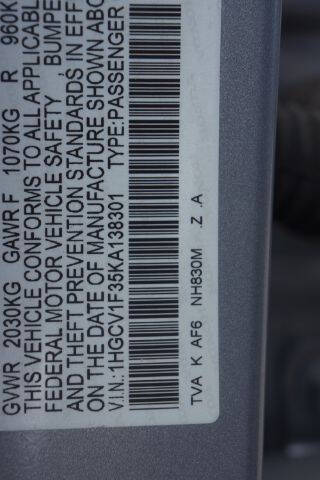 GVWR 2030KG GAWR F 1070KG R 960K
THIS VEHICLE CONFORMS TO ALL APPLICABL
FEDERAL MOTOR VEHICLE SAFETY , BUMPE
AND THEFT PREVENTION STANDARDS IN EFF
ON THE DATE OF MANUFACTURE SHOWN ABO
V.I.N.:1HGCV1F35KA138301 TYPE:PASSENGER
TVA K AF6 NH830M .Z .A